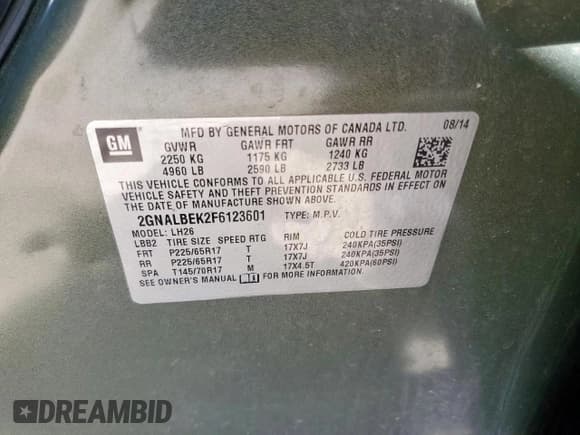 GM
MFD BY GENERAL MOTORS OF CANADA LTD. 08/14
GVWR GAWR FRT GAWR RR
2250 KG 1175 KG 1240 KG
4960 LB 2590 LB 2733 LB
THIS VEHICLE CONFORMS TO ALL APPLICABLE U.S. FEDERAL MOTOR
VEHICLE SAFETY AND THEFT PREVENTION STANDARDS IN EFFECT ON
THE DATE OF MANUFACTURE SHOWN ABOVE.
2GNALBEK2F6123601 TYPE: M.P.V.
MODEL: LH26
LBB2 TIRE SIZE SPEED RTG RIM COLD TIRE PRESSURE
FRT P225/65R17 T 17X7J 240KPA(35PSI)
RR P225/65R17 T 17X7J 240KPA(35PSI)
SPA T145/70R17 M 17X4.5T 420KPA(60PSI)
SEE OWNER'S MANUAL FOR MORE INFORMATION.
DREAMBID